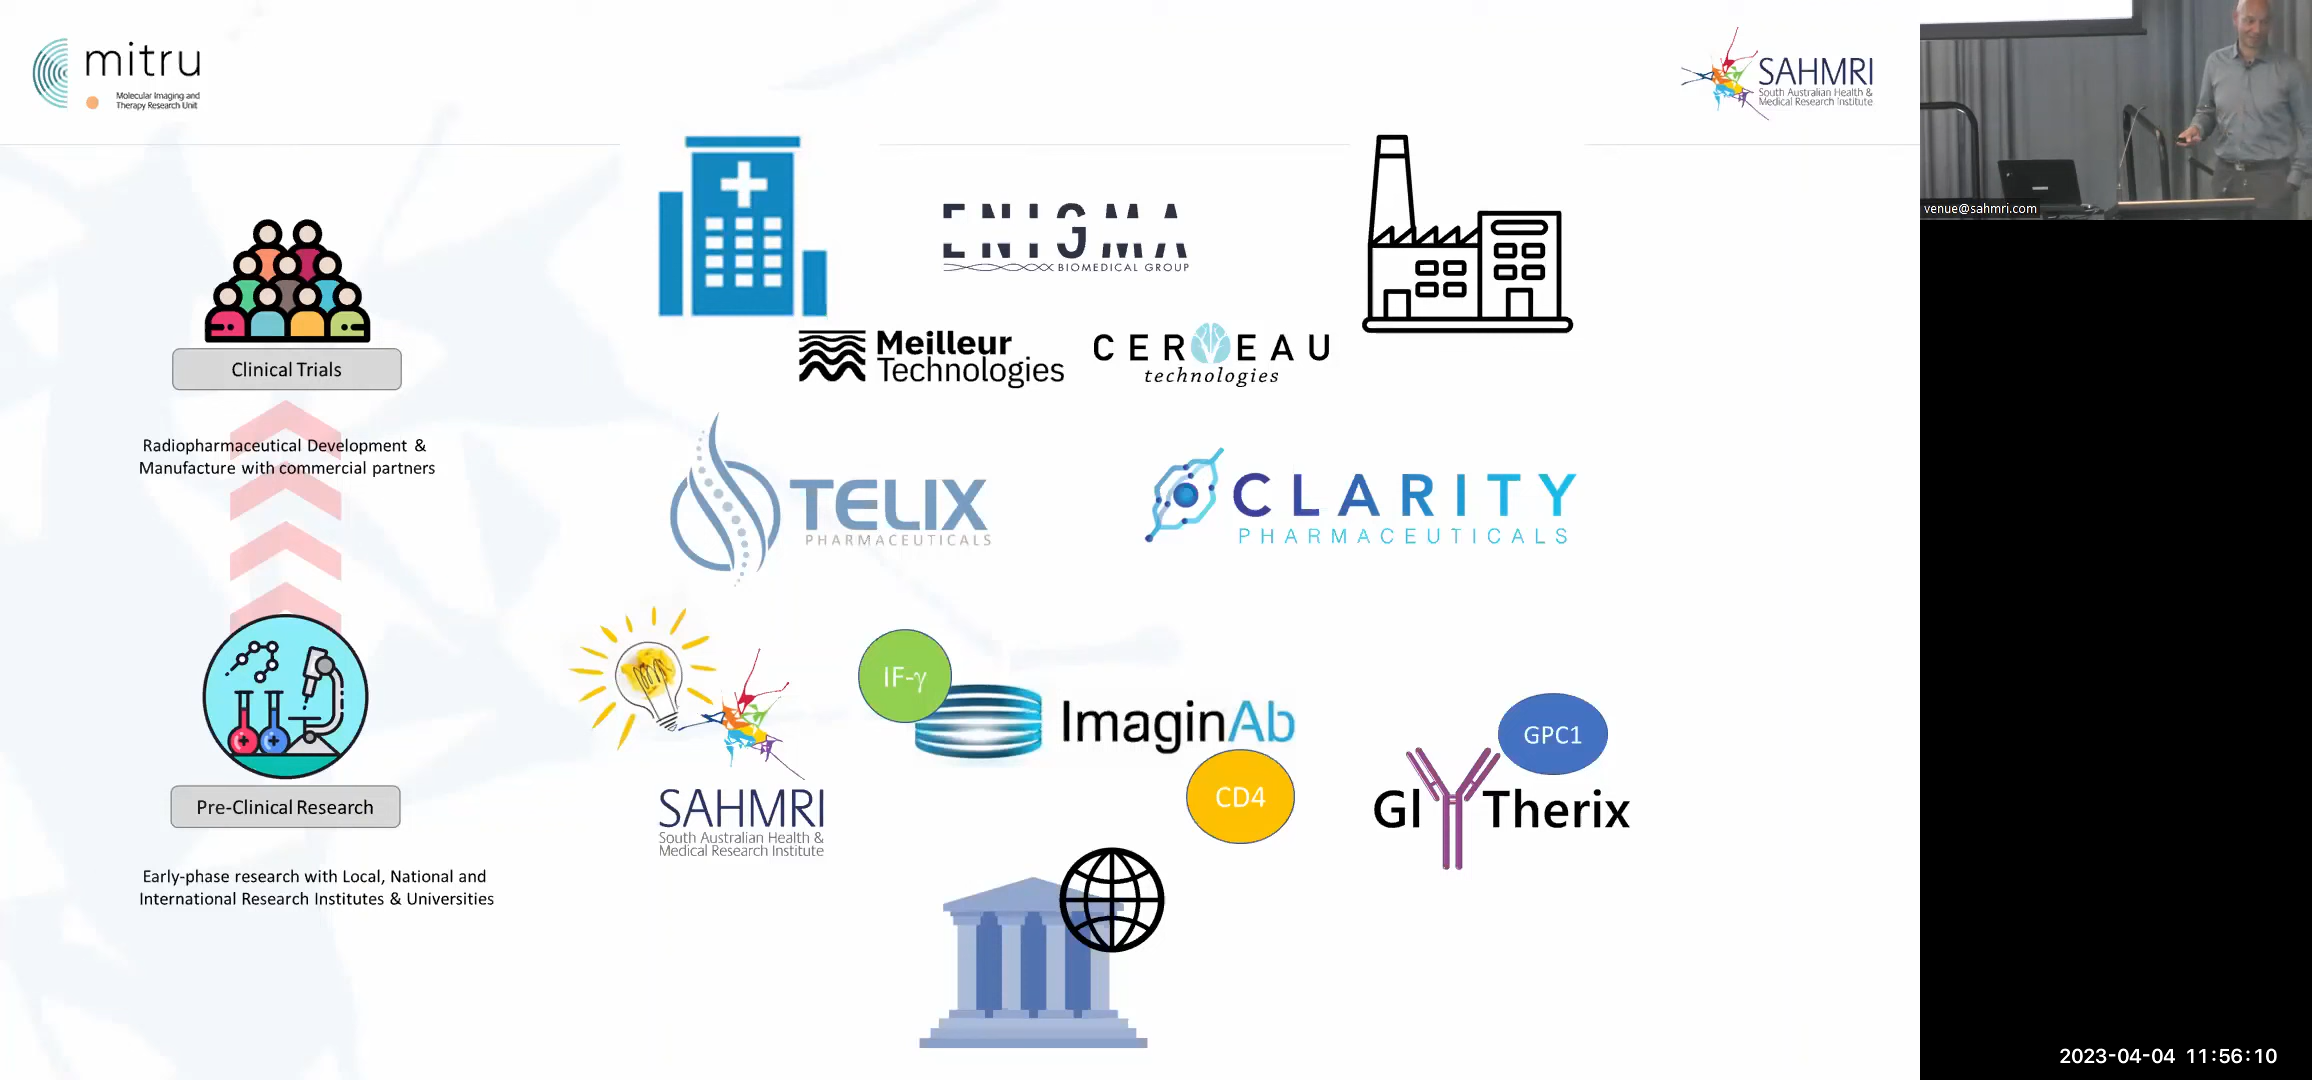 mitru
Molecular Imaging and
Therapy Research Unit
SAHMRI
South Australian Health &
Medical Research Institute
venue@sahmri.com
ENIGMA
BIOMEDICAL GROUP
Meilleur
Technologies
CERVEAU
technologies
Clinical Trials
Radiopharmaceutical Development &
Manufacture with commercial partners
TELIX
PHARMACEUTICALS
CLARITY
PHARMACEUTICALS
IF-γ
ImaginAb
CD4
GPC1
GlYTherix
SAHMRI
South Australian Health &
Medical Research Institute
Pre-Clinical Research
Early-phase research with Local, National and
International Research Institutes & Universities
2023-04-04 11:56:10